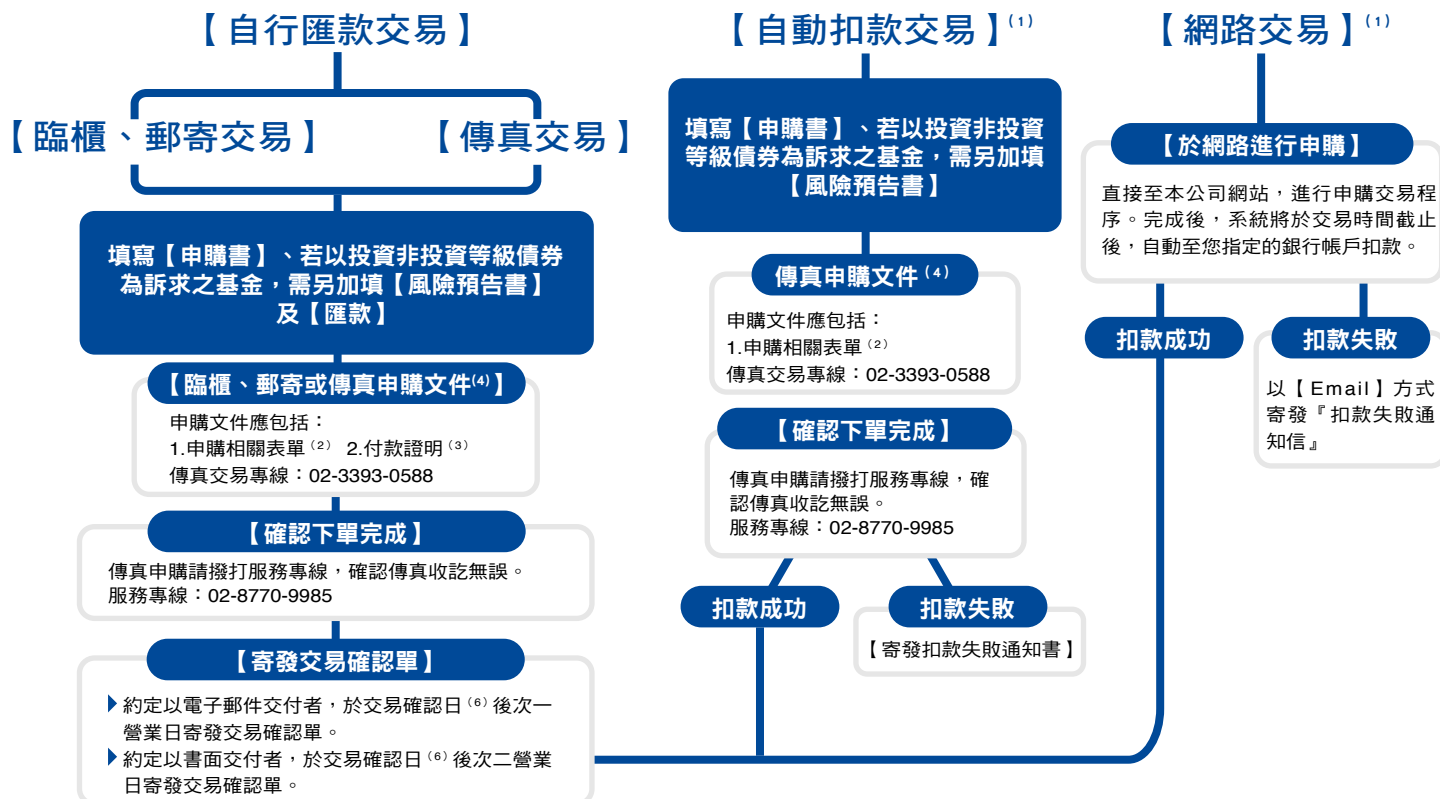 【自行匯款交易】
【臨櫃、郵寄交易】
【傳真交易】
填寫【申購書】、若以投資非投資等級債券
為訴求之基金，需另加填【風險預告書】
及【匯款】
【臨櫃、郵寄或傳真申購文件(4)】
申購文件應包括：
1.申購相關表單(2) 2.付款證明(3)
傳真交易專線：02-3393-0588
【確認下單完成】
傳真申購請撥打服務專線，確認傳真收訖無誤。
服務專線：02-8770-9985
【寄發交易確認單】
約定以電子郵件交付者，於交易確認日(6)後次一
營業日寄發交易確認單。
約定以書面交付者，於交易確認日(6)後次二營業
日寄發交易確認單。
【自動扣款交易】(1)
填寫【申購書】、若以投資非投資
等級債券為訴求之基金，需另加填
【風險預告書】
傳真申購文件(4)
申購文件應包括：
1.申購相關表單(2)
傳真交易專線：02-3393-0588
【確認下單完成】
傳真申購請撥打服務專線，確
認傳真收訖無誤。
服務專線：02-8770-9985
扣款成功
扣款失敗
【寄發扣款失敗通知書】
【網路交易】(1)
【於網路進行申購】
直接至本公司網站，進行申購交易程
序。完成後，系統將於交易時間截止
後，自動至您指定的銀行帳戶扣款。
扣款成功
扣款失敗
以【Email】方式
寄發『扣款失敗通
知信』